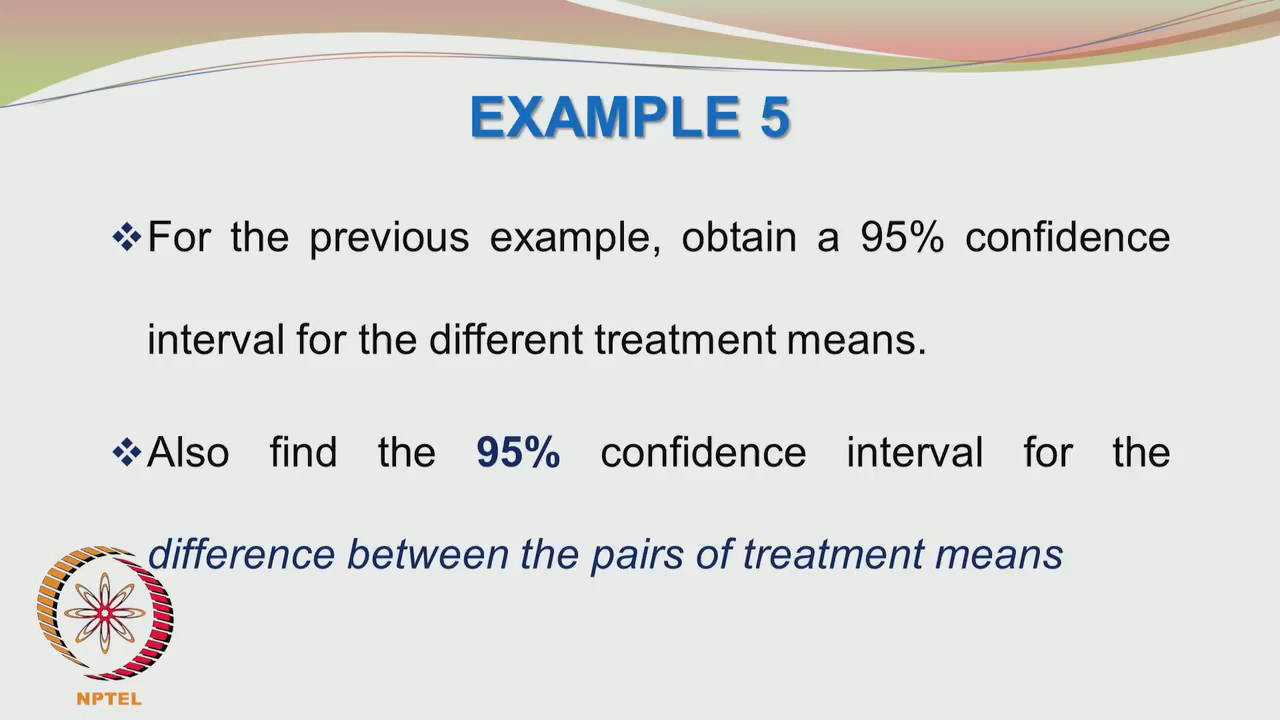 EXAMPLE 5
❖For the previous example, obtain a 95% confidence
interval for the different treatment means.
❖Also find the 95% confidence interval for the
difference between the pairs of treatment means
NPTEL